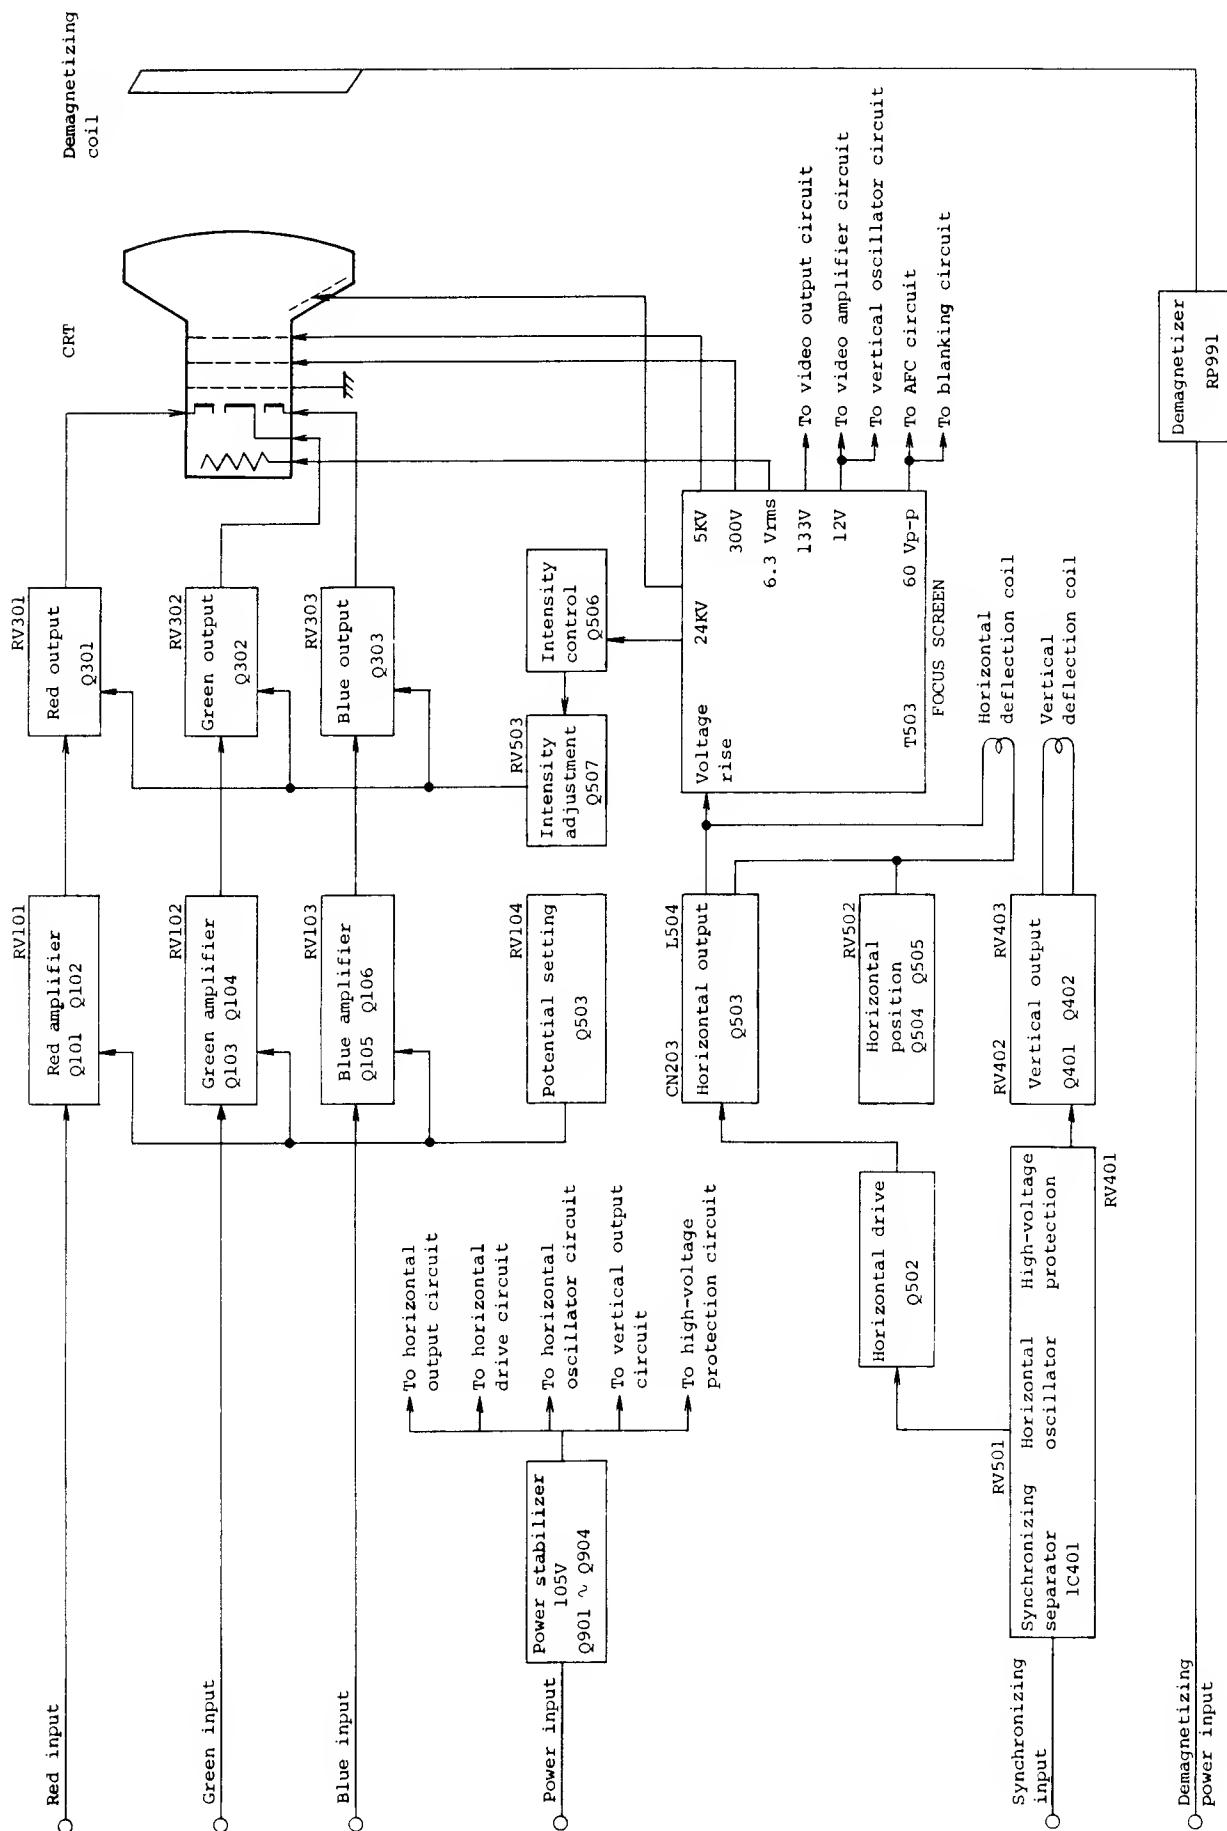 Red input
RV101
Red amplifier
Q101 Q102
RV301
Red output
Q301
CRT
Demagnetizing
coil
Green input
RV102
Green amplifier
Q103 Q104
RV302
Green output
Q302
Blue input
RV103
Blue amplifier
Q105 Q106
RV303
Blue output
Q303
Power input
Power stabilizer
105V
Q901 ~ Q904
To horizontal
output circuit
To horizontal
drive circuit
To horizontal
oscillator circuit
To vertical output
circuit
To high-voltage
protection circuit
RV104
Potential setting
Q503
RV503
Intensity
adjustment
Q507
Intensity
control
Q506
CN203
L504
Horizontal output
Q503
Voltage
rise
24KV
5KV
300V
6.3 Vrms
133V
12V
60 Vp-p
T503
FOCUS SCREEN
To video output circuit
To video amplifier circuit
To vertical oscillator circuit
To AFC circuit
To blanking circuit
Horizontal drive
Q502
RV502
Horizontal
position
Q504 Q505
Horizontal
deflection coil
Synchronizing
input
RV501
Synchronizing
separator
1C401
Horizontal
oscillator
High-voltage
protection
RV401
RV402
RV403
Vertical output
Q401 Q402
Vertical
deflection coil
Demagnetizing
power input
Demagnetizer
RP991